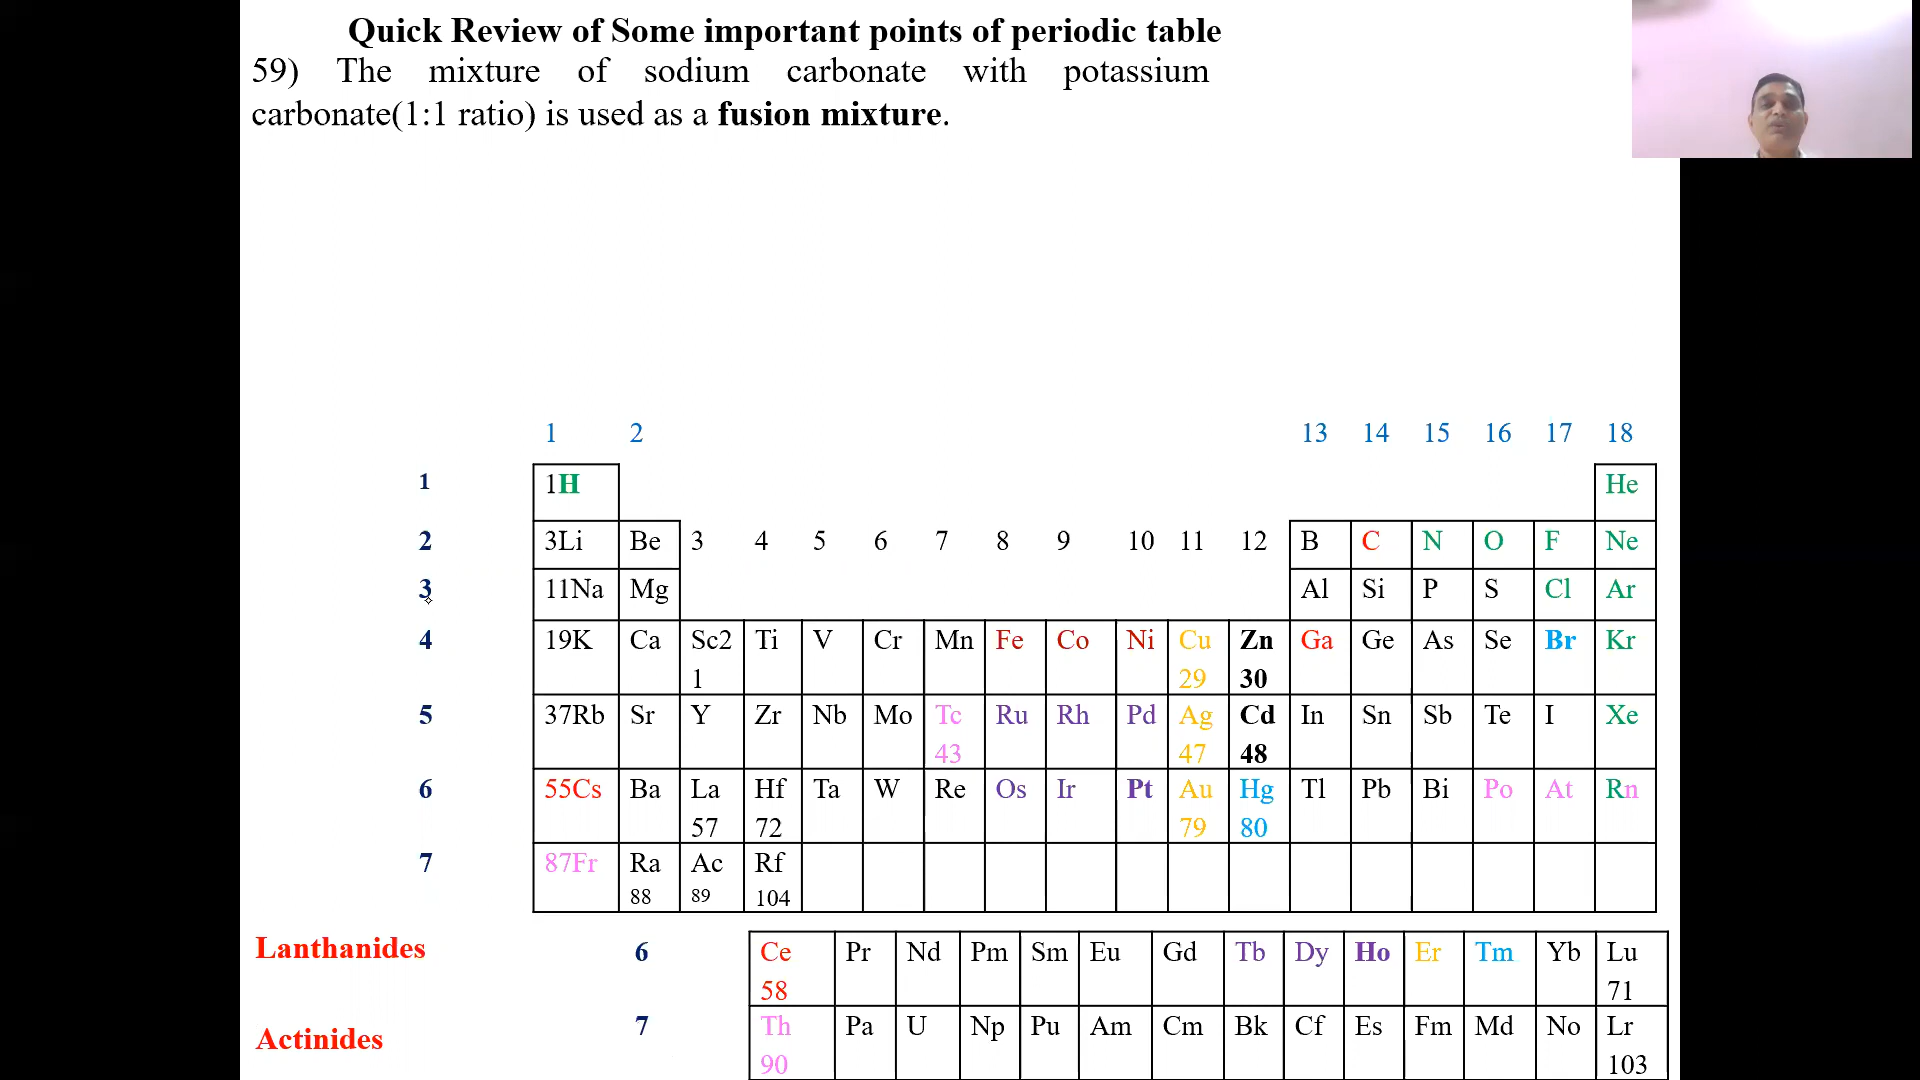 Quick Review of Some important points of periodic table
59) The mixture of sodium carbonate with potassium
carbonate(1:1 ratio) is used as a fusion mixture.
1 2 13 14 15 16 17 18
1 1H He
2 3Li Be 3 4 5 6 7 8 9 10 11 12 B C N O F Ne
3 11Na Mg Al Si P S Cl Ar
4 19K Ca Sc2 Ti V Cr Mn Fe Co Ni Cu Zn Ga Ge As Se Br Kr
1 29 30
5 37Rb Sr Y Zr Nb Mo Tc Ru Rh Pd Ag Cd In Sn Sb Te I Xe
43 47 48
6 55Cs Ba La Hf Ta W Re Os Ir Pt Au Hg Tl Pb Bi Po At Rn
57 72 79 80
7 87Fr Ra Ac Rf
88 89 104
Lanthanides 6 Ce Pr Nd Pm Sm Eu Gd Tb Dy Ho Er Tm Yb Lu
58 71
Actinides 7 Th Pa U Np Pu Am Cm Bk Cf Es Fm Md No Lr
90 103